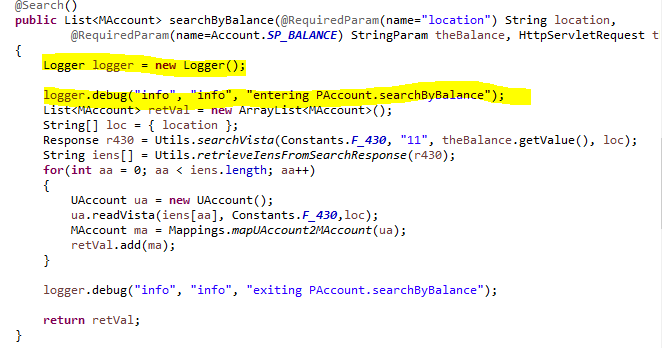 @Search()
public List<MAccount> searchByBalance(@RequiredParam(name="location") String location,
@RequiredParam(name=Account.SP_BALANCE) StringParam theBalance, HttpServletRequest t
{
Logger logger = new Logger();
logger.debug("info", "info", "entering PAccount.searchByBalance");
List<MAccount> retVal = new ArrayList<MAccount>();
String[] loc = { location };
Response r430 = Utils.searchVista(Constants.F_430, "11", theBalance.getValue(), loc);
String iens[] = Utils.retrieveIensFromSearchResponse(r430);
for(int aa = 0; aa < iens.length; aa++)
{
UAccount ua = new UAccount();
ua.readVista(iens[aa], Constants.F_430,loc);
MAccount ma = Mappings.mapUAccount2MAccount(ua);
retVal.add(ma);
}
logger.debug("info", "info", "exiting PAccount.searchByBalance");
return retVal;
}